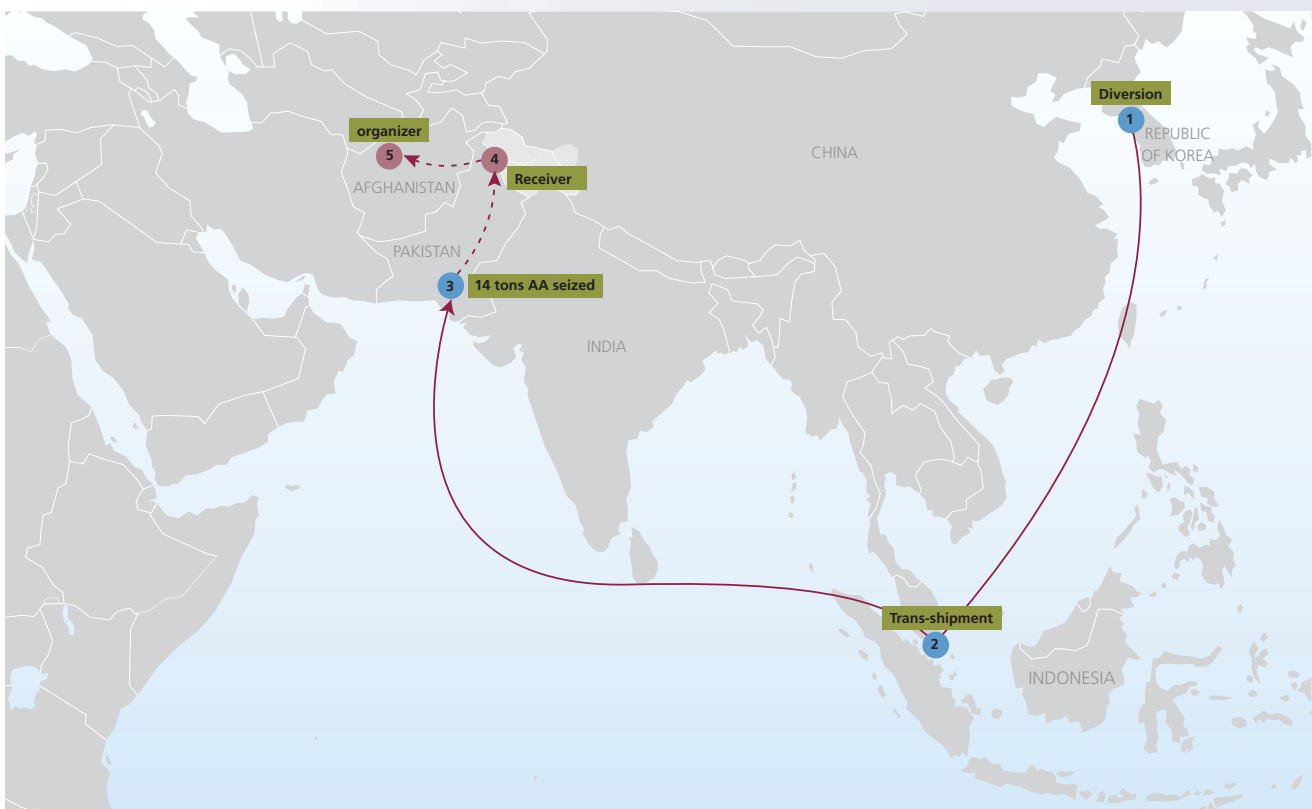 Diversion
1
REPUBLIC
OF KOREA
organizer
5
4
CHINA
Receiver
AFGHANISTAN
PAKISTAN
3
14 tons AA seized
INDIA
Trans-shipment
2
INDONESIA